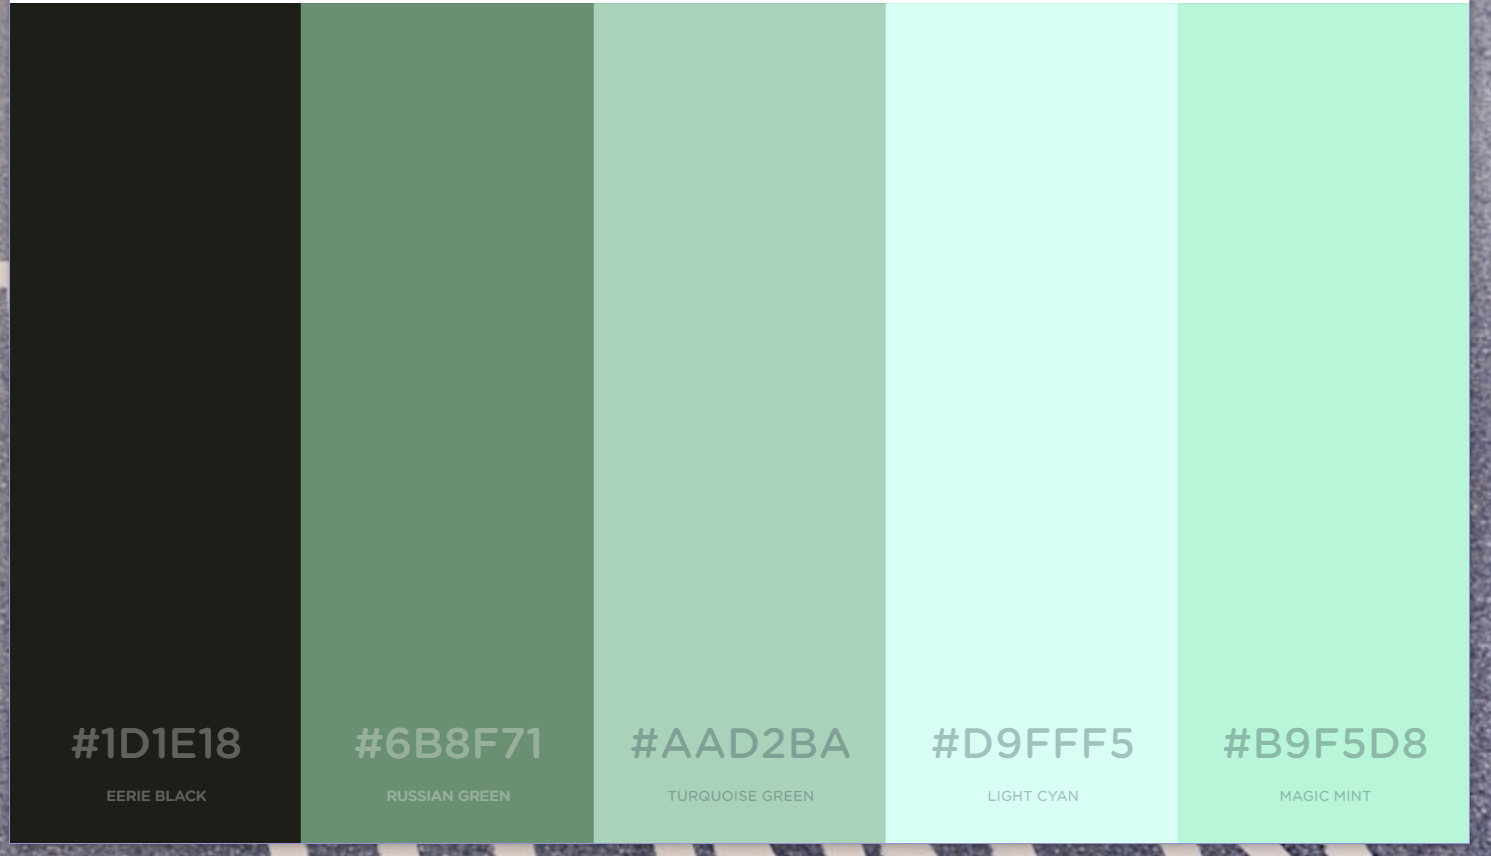 #1D1E18
EERIE BLACK
#6B8F71
RUSSIAN GREEN
#AAD2BA
TURQUOISE GREEN
#D9FFF5
LIGHT CYAN
#B9F5D8
MAGIC MINT